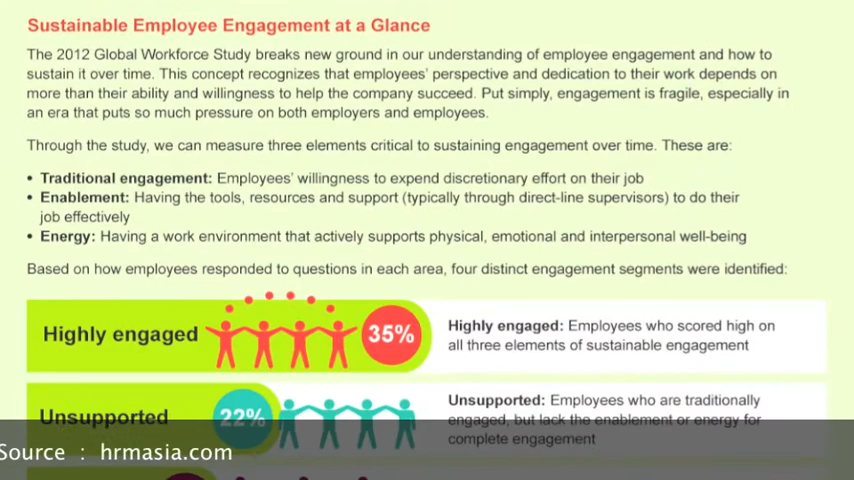 Sustainable Employee Engagement at a Glance
The 2012 Global Workforce Study breaks new ground in our understanding of employee engagement and how to
sustain it over time. This concept recognizes that employees' perspective and dedication to their work depends on
more than their ability and willingness to help the company succeed. Put simply, engagement is fragile, especially in
an era that puts so much pressure on both employers and employees.
Through the study, we can measure three elements critical to sustaining engagement over time. These are:
• Traditional engagement: Employees' willingness to expend discretionary effort on their job
• Enablement: Having the tools, resources and support (typically through direct-line supervisors) to do their
job effectively
• Energy: Having a work environment that actively supports physical, emotional and interpersonal well-being
Based on how employees responded to questions in each area, four distinct engagement segments were identified:
Highly engaged
35%
Highly engaged: Employees who scored high on
all three elements of sustainable engagement
Unsupported
22%
Unsupported: Employees who are traditionally
engaged, but lack the enablement or energy for
complete engagement
Source : hrmasia.com